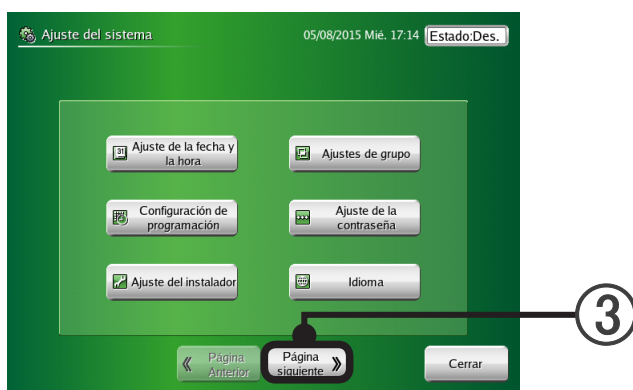 Ajuste del sistema
05/08/2015 Mié. 17:14
Estado:Des.
31
Ajuste de la fecha y
la hora
Ajustes de grupo
Configuración de
programación
Ajuste de la
contraseña
Ajuste del instalador
Idioma
Página
Anterior
Página
siguiente
Cerrar
3